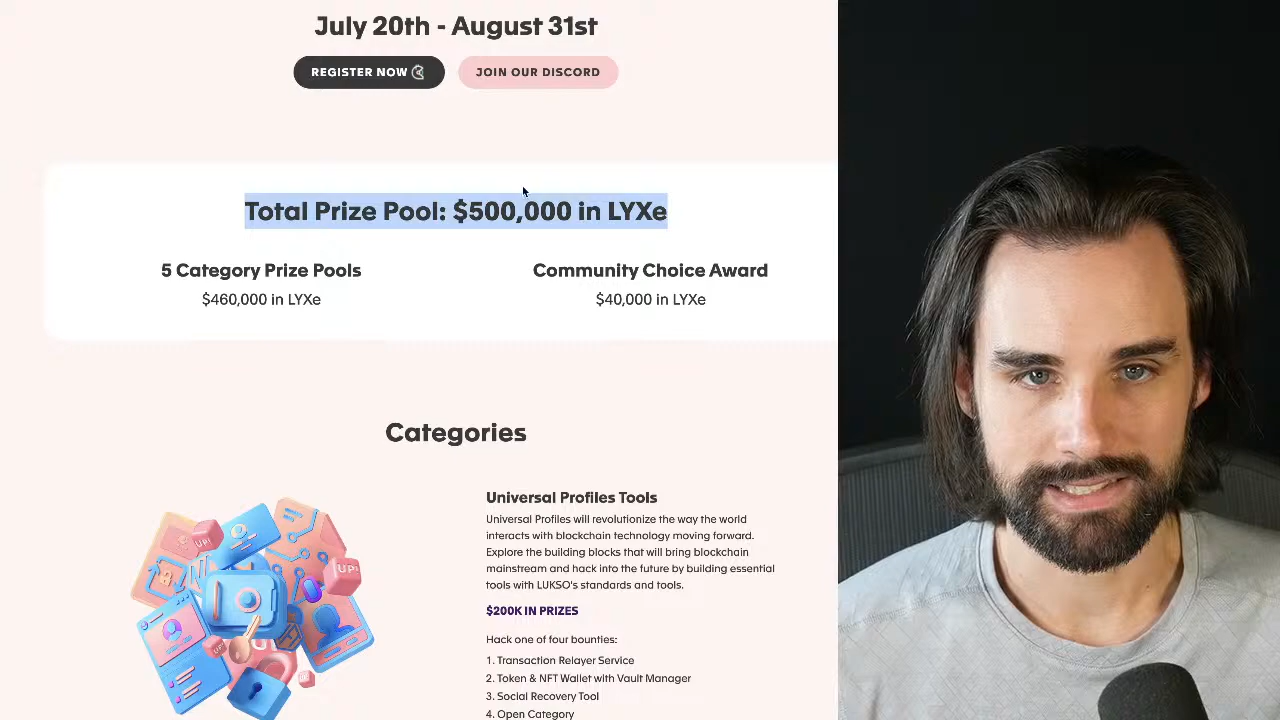 July 20th - August 31st
REGISTER NOW
JOIN OUR DISCORD
Total Prize Pool: $500,000 in LYXe
5 Category Prize Pools
Community Choice Award
$460,000 in LYXe
$40,000 in LYXe
Categories
Universal Profiles Tools
Universal Profiles will revolutionize the way the world
interacts with blockchain technology moving forward.
Explore the building blocks that will bring blockchain
mainstream and hack into the future by building essential
tools with LUKSO's standards and tools.
$200K IN PRIZES
Hack one of four bounties:
1. Transaction Relayer Service
2. Token & NFT Wallet with Vault Manager
3. Social Recovery Tool
4. Open Category
UP!
UP!